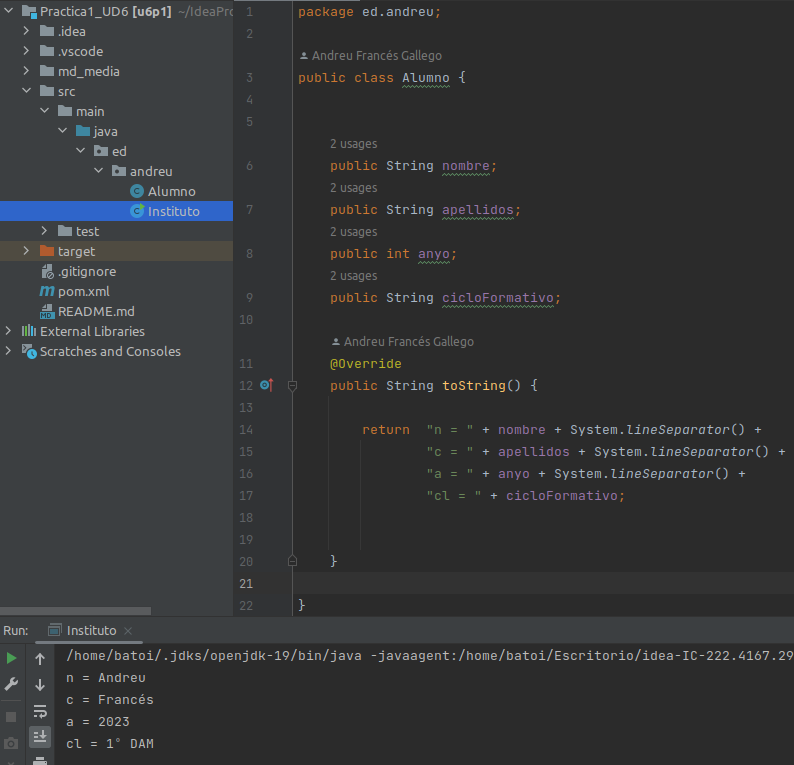 Practica1_UD6 [u6p1] ~/IdeaPro
.idea
.vscode
md_media
src
main
java
ed
andreu
Alumno
Instituto
test
target
.gitignore
pom.xml
README.md
External Libraries
Scratches and Consoles
1 package ed.andreu;
2
Andreu Francés Gallego
3 public class Alumno {
4
5
2 usages
6 public String nombre;
2 usages
7 public String apellidos;
2 usages
8 public int anyo;
2 usages
9 public String cicloFormativo;
10
Andreu Francés Gallego
11 @Override
12 public String toString() {
13
14 return "n = " + nombre + System.lineSeparator() +
15 "c = " + apellidos + System.lineSeparator() +
16 "a = " + anyo + System.lineSeparator() +
17 "cl = " + cicloFormativo;
18
19
20 }
21
22 }
Run: Instituto
/home/batoi/.jdks/openjdk-19/bin/java -javaagent:/home/batoi/Escritorio/idea-IC-222.4167.29
n = Andreu
c = Francés
a = 2023
cl = 1° DAM